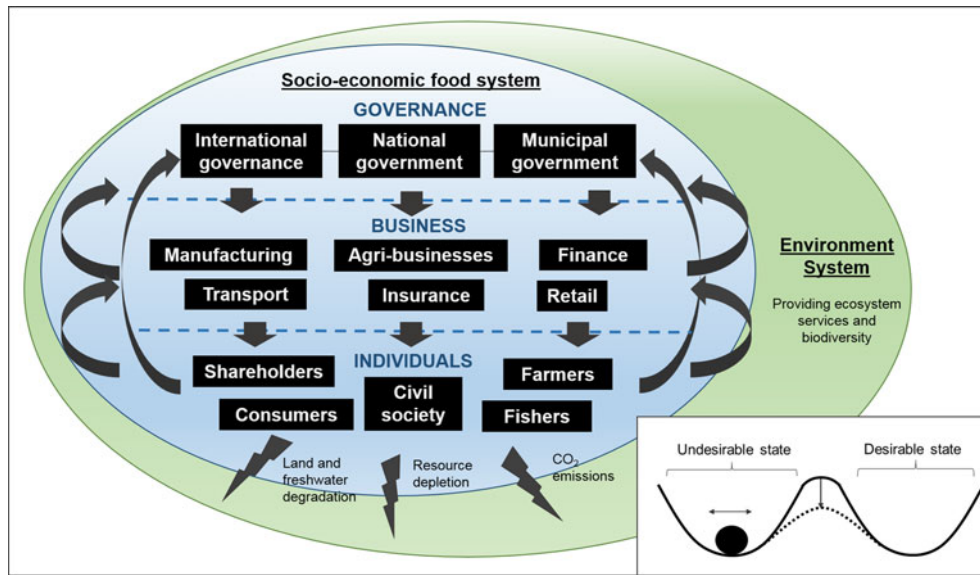 Socio-economic food system
GOVERNANCE
International
governance
National
government
Municipal
government
BUSINESS
Manufacturing
Agri-businesses
Finance
Transport
Insurance
Retail
INDIVIDUALS
Shareholders
Consumers
Civil
society
Farmers
Fishers
Land and
freshwater
degradation
Resource
depletion
CO₂
emissions
Environment
System
Providing ecosystem
services and
biodiversity
Undesirable state
Desirable state